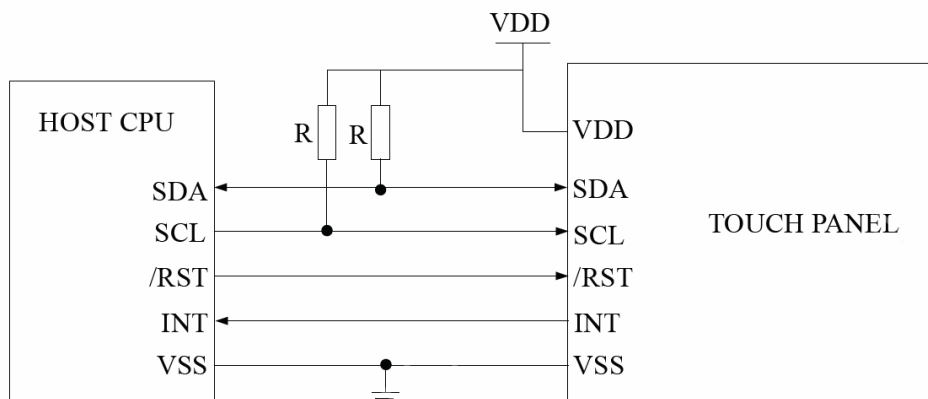 VDD
HOST CPU
R
R
VDD
SDA
SDA
SCL
SCL
TOUCH PANEL
/RST
/RST
INT
INT
VSS
VSS